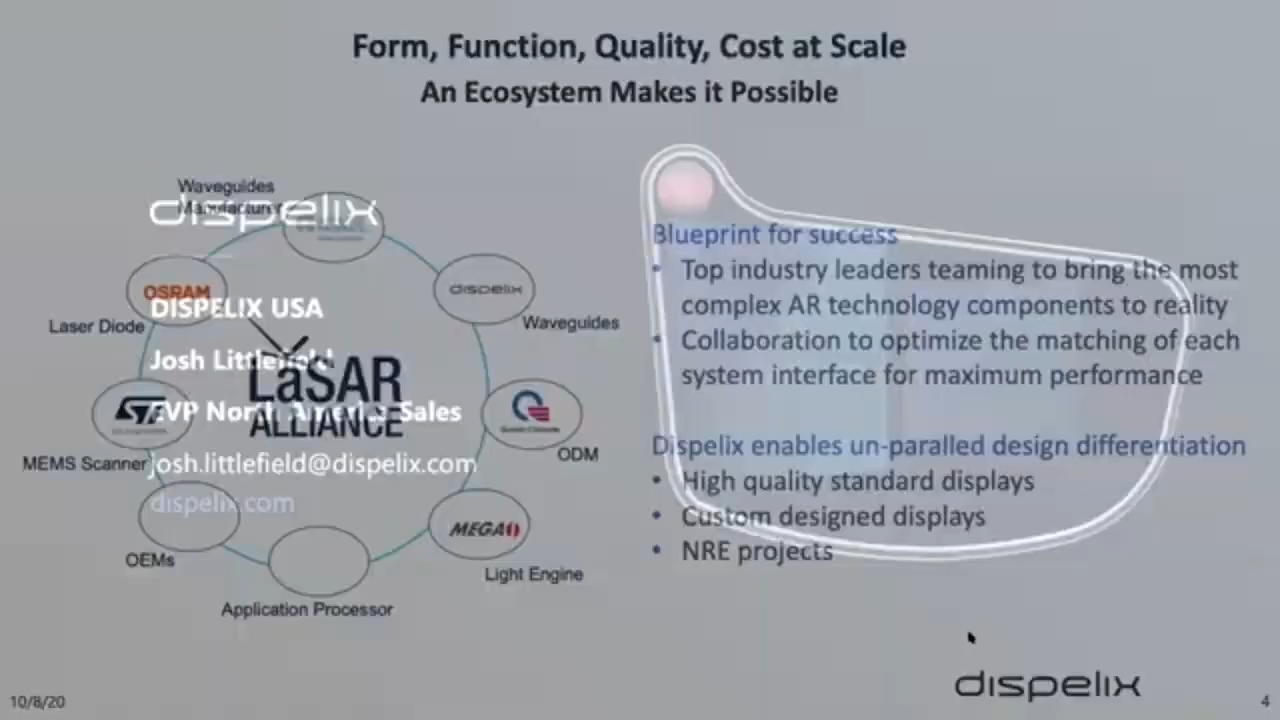 Form, Function, Quality, Cost at Scale
An Ecosystem Makes it Possible
Waveguides
Manufacturer
dispelix
OSRAM
Laser Diode
dispelix
Waveguides
DISPELIX USA
Josh Littlefield
LaSAR
ALLIANCE
EVP North America Sales
ST
MEMS Scanner
ODM
josh.littlefield@dispelix.com
dispelix.com
OEMs
MEGA1
Light Engine
Application Processor
Blueprint for success
• Top industry leaders teaming to bring the most
complex AR technology components to reality
• Collaboration to optimize the matching of each
system interface for maximum performance
Dispelix enables un-paralled design differentiation
• High quality standard displays
• Custom designed displays
• NRE projects
dispelix
10/8/20
4